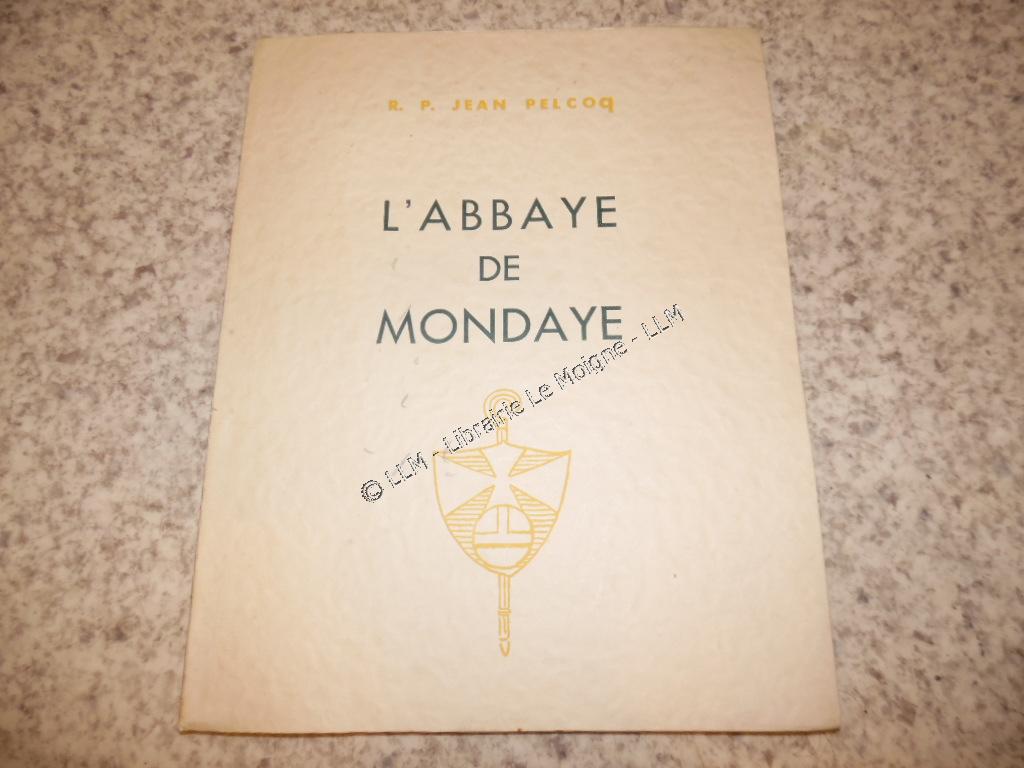 R. P. JEAN PELCOq
L'ABBAYE
DE
MONDAYE
© LLM - Librairie Le Moigne - LLM